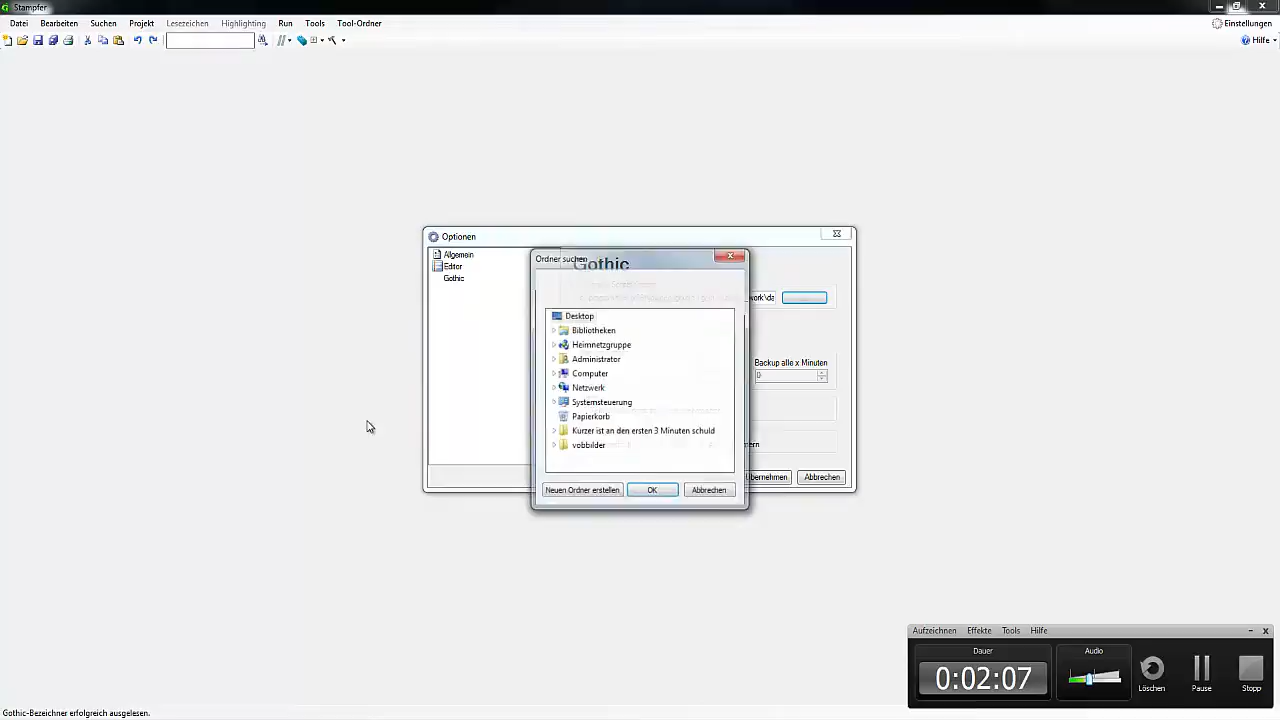 Stampfer
Datei Bearbeiten Suchen Projekt Lesezeichen Highlighting Run Tools Tool-Ordner
Einstellungen
Hilfe
Optionen
Allgemein
Editor
Gothic
Ordner suchen
Gothic
work\da
Desktop
Bibliotheken
Heimnetzgruppe
Administrator
Computer
Netzwerk
Systemsteuerung
Papierkorb
Kurzer ist an den ersten 3 Minuten schuld
vobbilder
Backup alle x Minuten
0
Neuen Ordner erstellen OK Abbrechen
Übernehmen Abbrechen
Aufzeichnen Effekte Tools Hilfe
Dauer
0:02:07
Audio
Löschen Pause Stopp
Gothic-Bezeichner erfolgreich ausgelesen.